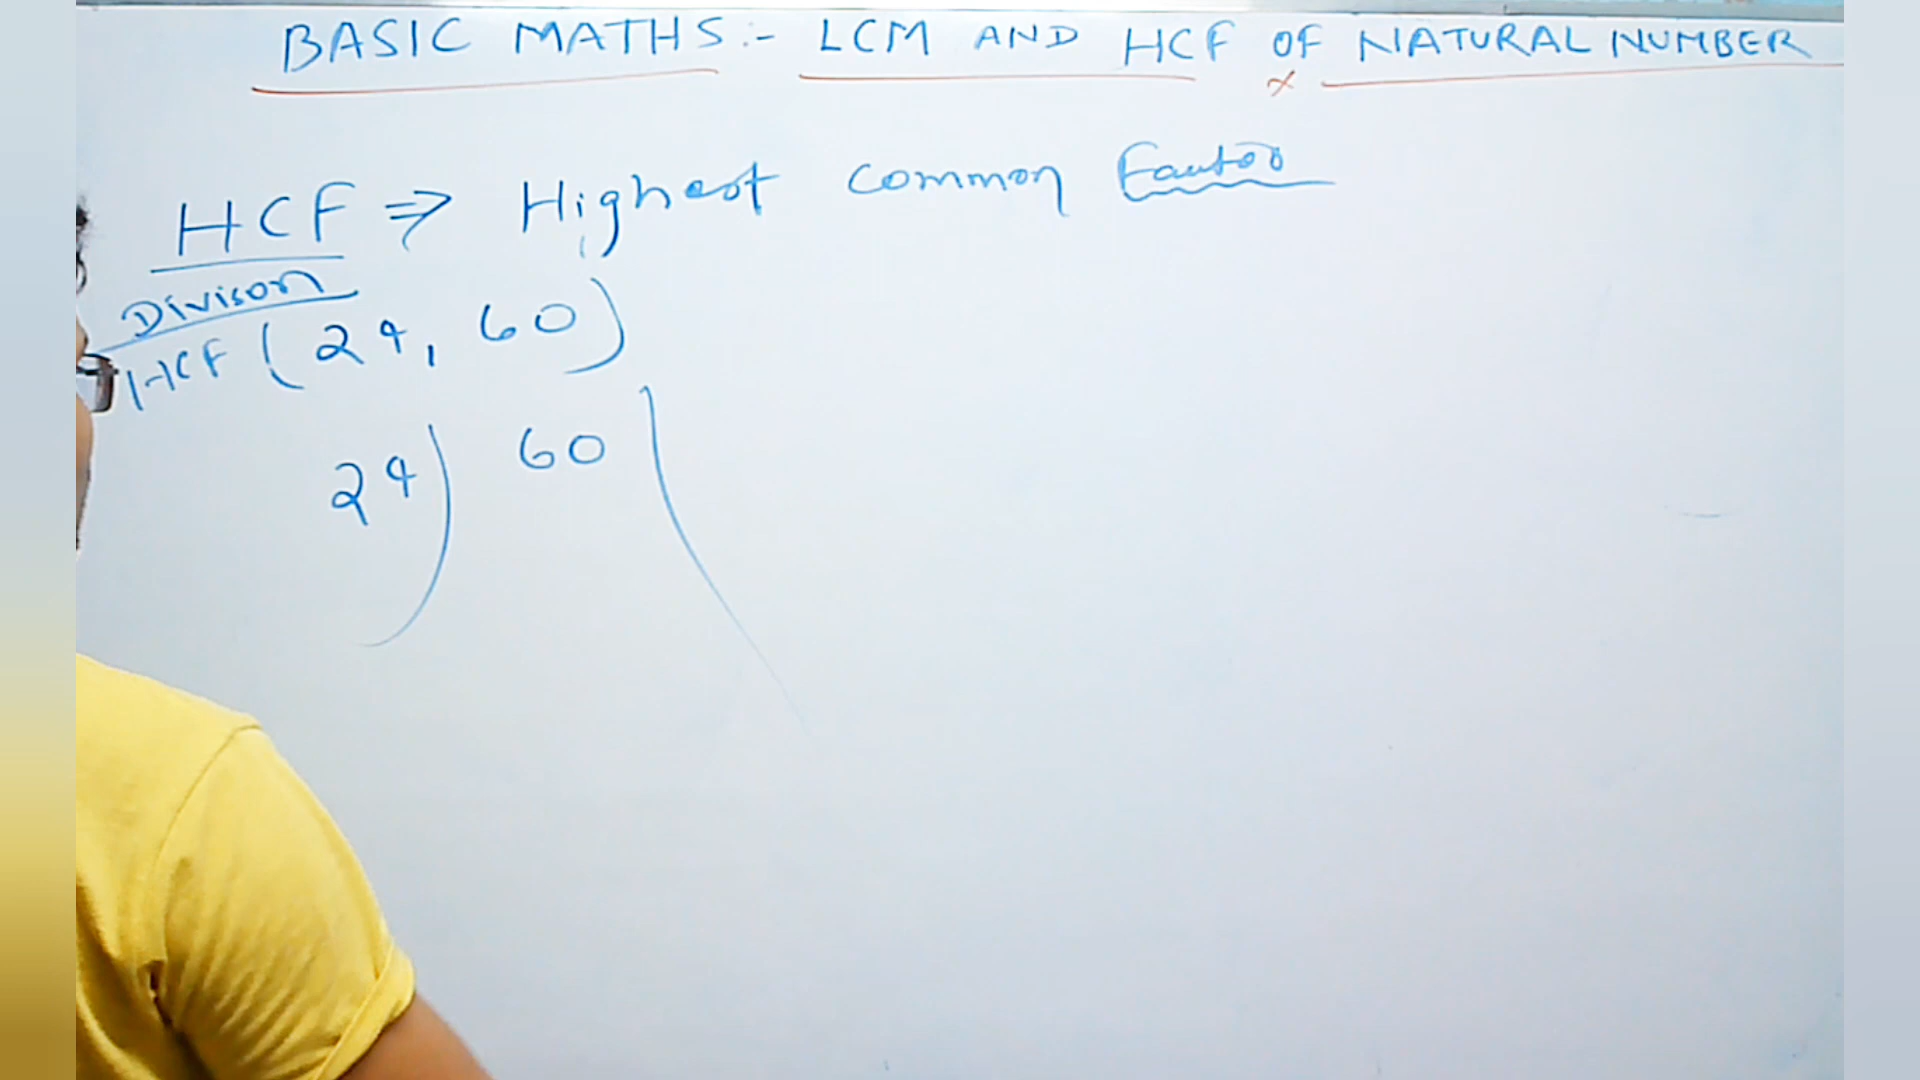 BASIC MATHS:- LCM AND HCF OF NATURAL NUMBER
HCF ⇒ Highest common Factor
Divison
HCF (24, 60)
24) 60 (